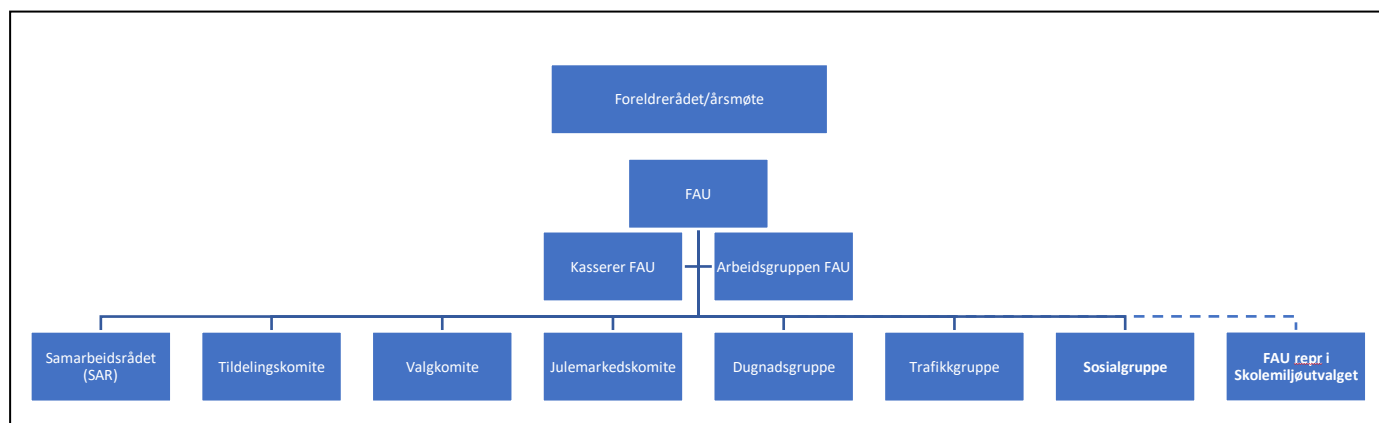 Foreldrerådet/årsmøte
FAU
Kasserer FAU
Arbeidsgruppen FAU
Samarbeidsrådet
(SAR)
Tildelingskomite
Valgkomite
Julemarkedskomite
Dugnadsgruppe
Trafikkgruppe
Sosialgruppe
FAU repr i
Skolemiljøutvalget